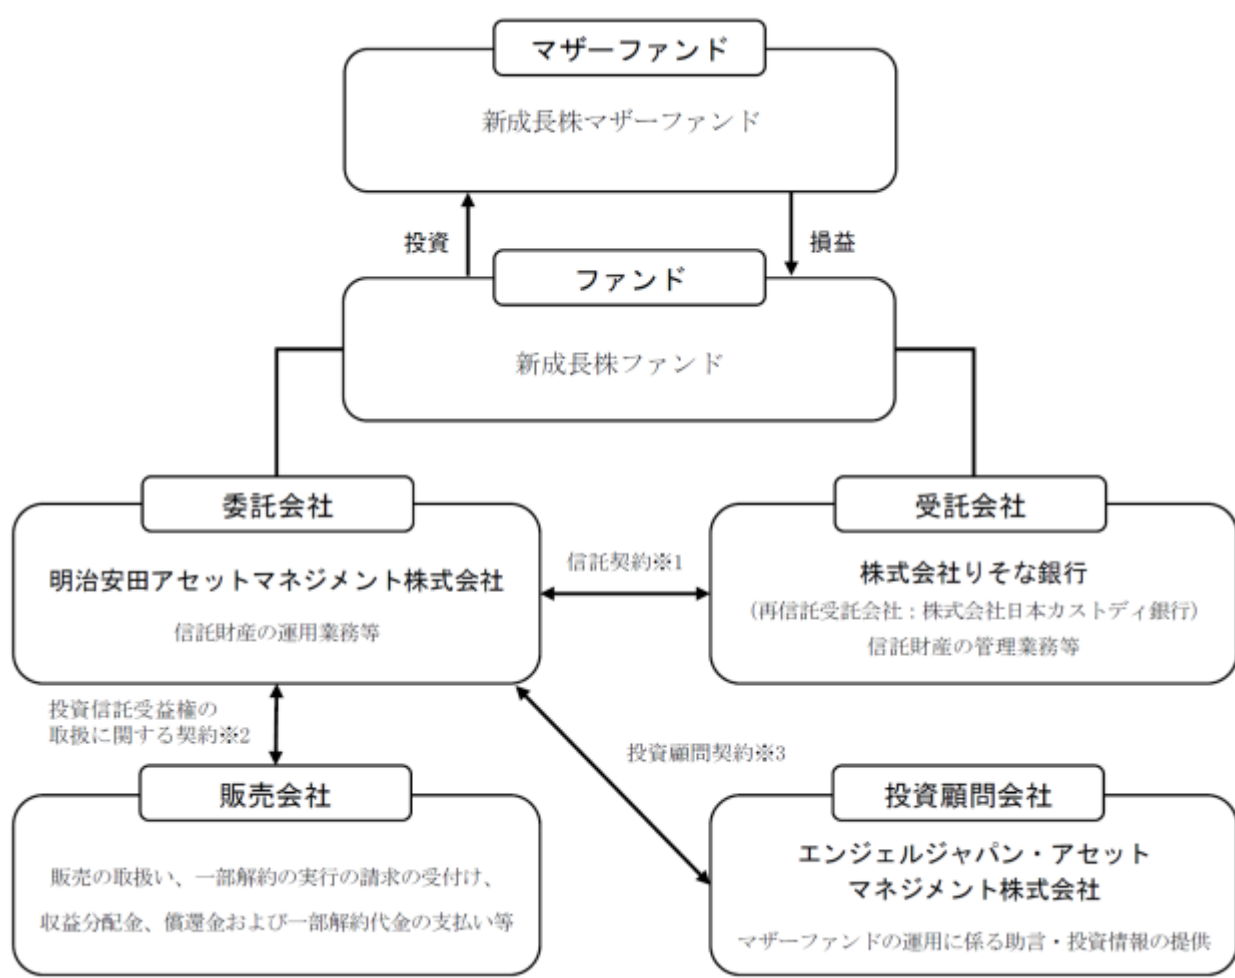 マザーファンド
新成長株マザーファンド
投資
損益
ファンド
新成長株ファンド
委託会社
明治安田アセットマネジメント株式会社
信託財産の運用業務等
信託契約※1
受託会社
株式会社りそな銀行
(再信託受託会社：株式会社日本カストディ銀行)
信託財産の管理業務等
投資信託受益権の
取扱に関する契約※2
投資顧問契約※3
販売会社
販売の取扱い、一部解約の実行の請求の受付け、
収益分配金、償還金および一部解約代金の支払い等
投資顧問会社
エンジェルジャパン・アセット
マネジメント株式会社
マザーファンドの運用に係る助言・投資情報の提供